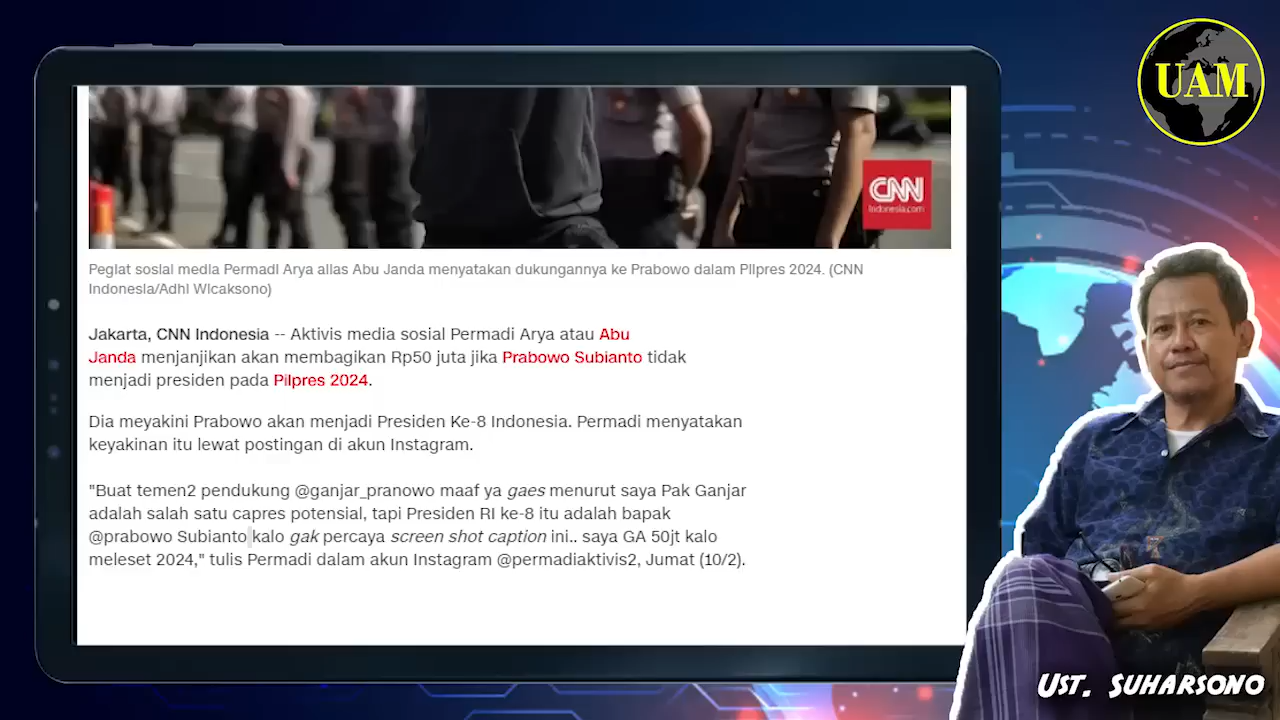 UAM
CNN
Indonesia.com
Pegiat sosial media Permadi Arya alias Abu Janda menyatakan dukungannya ke Prabowo dalam Pilpres 2024. (CNN
Indonesia/Adhi Wicaksono)
Jakarta, CNN Indonesia -- Aktivis media sosial Permadi Arya atau Abu
Janda menjanjikan akan membagikan Rp50 juta jika Prabowo Subianto tidak
menjadi presiden pada Pilpres 2024.
Dia meyakini Prabowo akan menjadi Presiden Ke-8 Indonesia. Permadi menyatakan
keyakinan itu lewat postingan di akun Instagram.
"Buat temen2 pendukung @ganjar_pranowo maaf ya gaes menurut saya Pak Ganjar
adalah salah satu capres potensial, tapi Presiden RI ke-8 itu adalah bapak
@prabowo Subianto kalo gak percaya screen shot caption ini.. saya GA 50jt kalo
meleset 2024," tulis Permadi dalam akun Instagram @permadiaktivis2, Jumat (10/2).
Ust. Suharsono